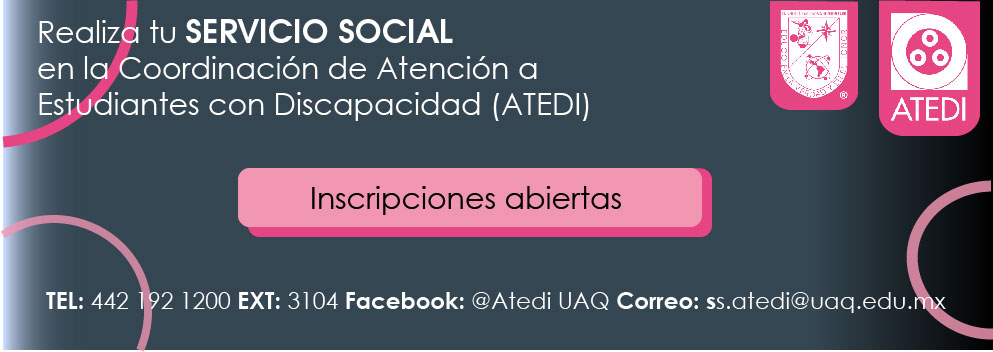 Realiza tu SERVICIO SOCIAL
en la Coordinación de Atención a
Estudiantes con Discapacidad (ATEDI)
ATEDI
®
Inscripciones abiertas
TEL: 442 192 1200 EXT: 3104 Facebook: @Atedi UAQ Correo: ss.atedi@uaq.edu.mx